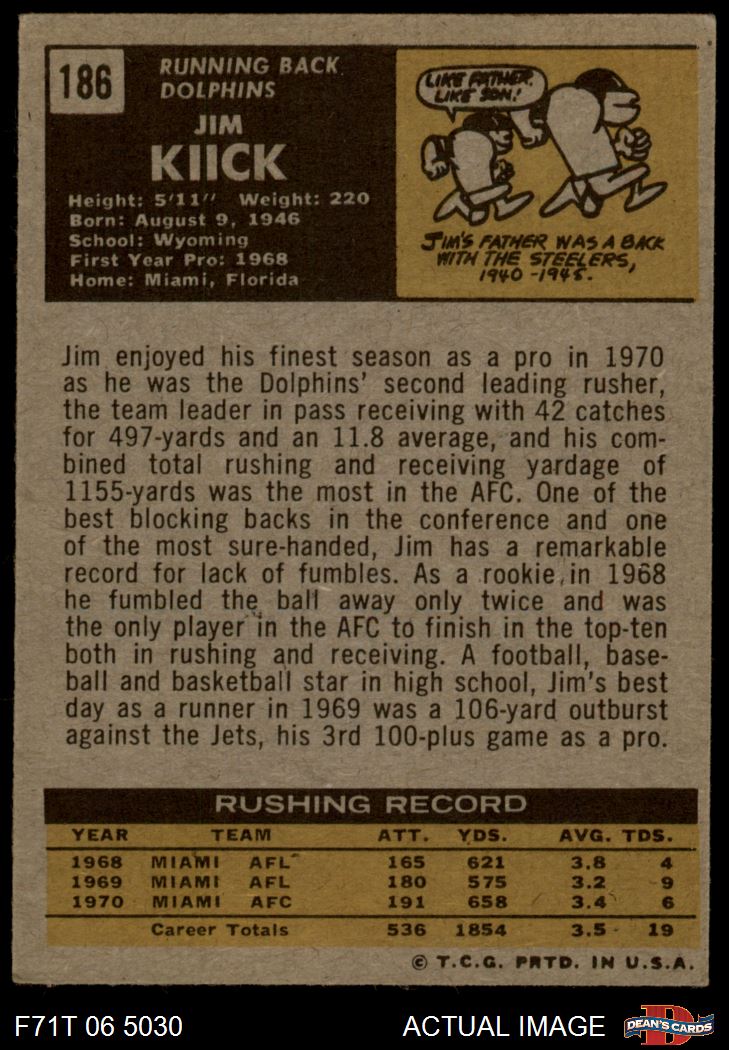 186
RUNNING BACK
DOLPHINS
JIM
KIICK
Height: 5'11" Weight: 220
Born: August 9, 1946
School: Wyoming
First Year Pro: 1968
Home: Miami, Florida
LIKE FATHER,
LIKE SON!
JIM'S FATHER WAS A BACK
WITH THE STEELERS,
1940-1945.
Jim enjoyed his finest season as a pro in 1970
as he was the Dolphins' second leading rusher,
the team leader in pass receiving with 42 catches
for 497-yards and an 11.8 average, and his com-
bined total rushing and receiving yardage of
1155-yards was the most in the AFC. One of the
best blocking backs in the conference and one
of the most sure-handed, Jim has a remarkable
record for lack of fumbles. As a rookie in 1968
he fumbled the ball away only twice and was
the only player in the AFC to finish in the top-ten
both in rushing and receiving. A football, base-
ball and basketball star in high school, Jim's best
day as a runner in 1969 was a 106-yard outburst
against the Jets, his 3rd 100-plus game as a pro.
RUSHING RECORD
YEAR TEAM ATT. YDS. AVG. TDS.
1968 MIAMI AFL 165 621 3.8 4
1969 MIAMI AFL 180 575 3.2 9
1970 MIAMI AFC 191 658 3.4 6
Career Totals 536 1854 3.5 19
© T.C.G. PRTD. IN U.S.A.
F71T 06 5030
ACTUAL IMAGE
D
DEAN'S CARDS